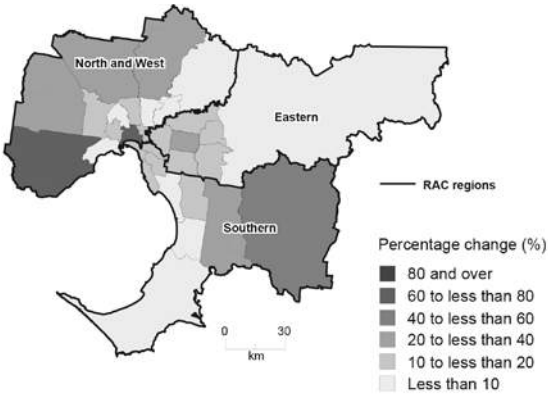 North and West
Eastern
RAC regions
Southern
Percentage change (%)
80 and over
60 to less than 80
40 to less than 60
20 to less than 40
10 to less than 20
Less than 10
0 30
km